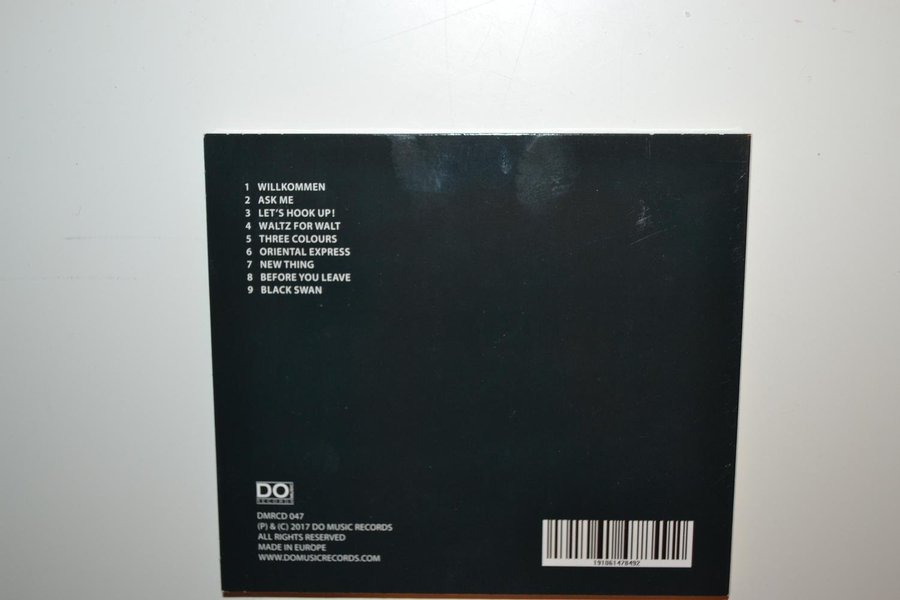 1 WILLKOMMEN
2 ASK ME
3 LET'S HOOK UP!
4 WALTZ FOR WALT
5 THREE COLOURS
6 ORIENTAL EXPRESS
7 NEW THING
8 BEFORE YOU LEAVE
9 BLACK SWAN
DO
RECORDS
DMRCD 047
(P) & (C) 2017 DO MUSIC RECORDS
ALL RIGHTS RESERVED
MADE IN EUROPE
WWW.DOMUSICRECORDS.COM
191061478492